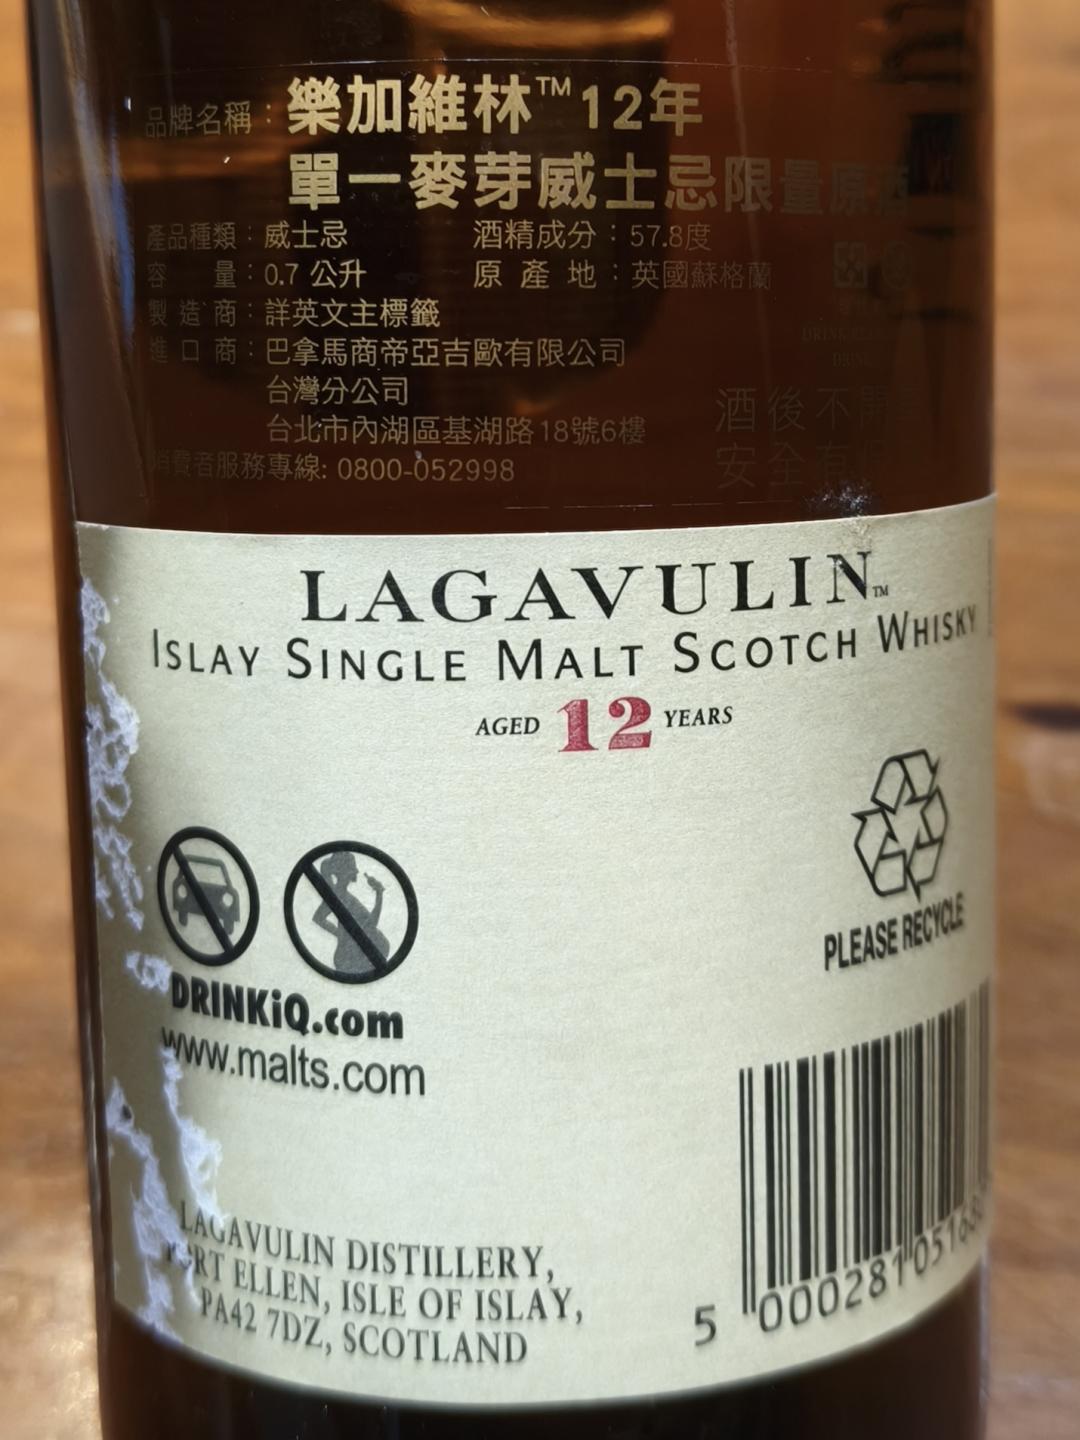 品牌名稱：樂加維林™12年
單一麥芽威士忌限量原酒
產品種類：威士忌 酒精成分：57.8度
容 量：0.7 公升 原 產 地：英國蘇格蘭
製 造 商：詳英文主標籤
進 口 商：巴拿馬商帝亞吉歐有限公司
台灣分公司
台北市內湖區基湖路18號6樓
消費者服務專線: 0800-052998
酒後不開
安全有
LAGAVULIN™
ISLAY SINGLE MALT SCOTCH WHISKY
AGED 12 YEARS
PLEASE RECYCLE
DRINKiQ.com
www.malts.com
LAGAVULIN DISTILLERY,
PORT ELLEN, ISLE OF ISLAY,
PA42 7DZ, SCOTLAND
5 000281 05168